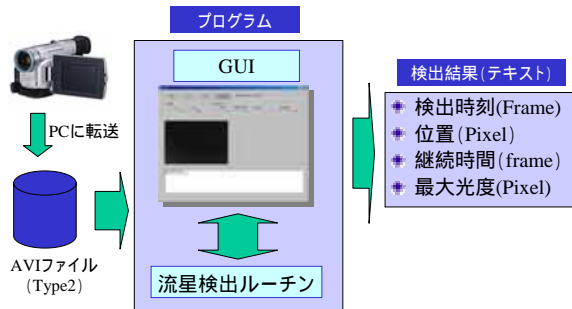 プログラム
GUI
PCに転送
AVIファイル
(Type2)
流星検出ルーチン
検出結果(テキスト)
検出時刻(Frame)
位置(Pixel)
継続時間(frame)
最大光度(Pixel)